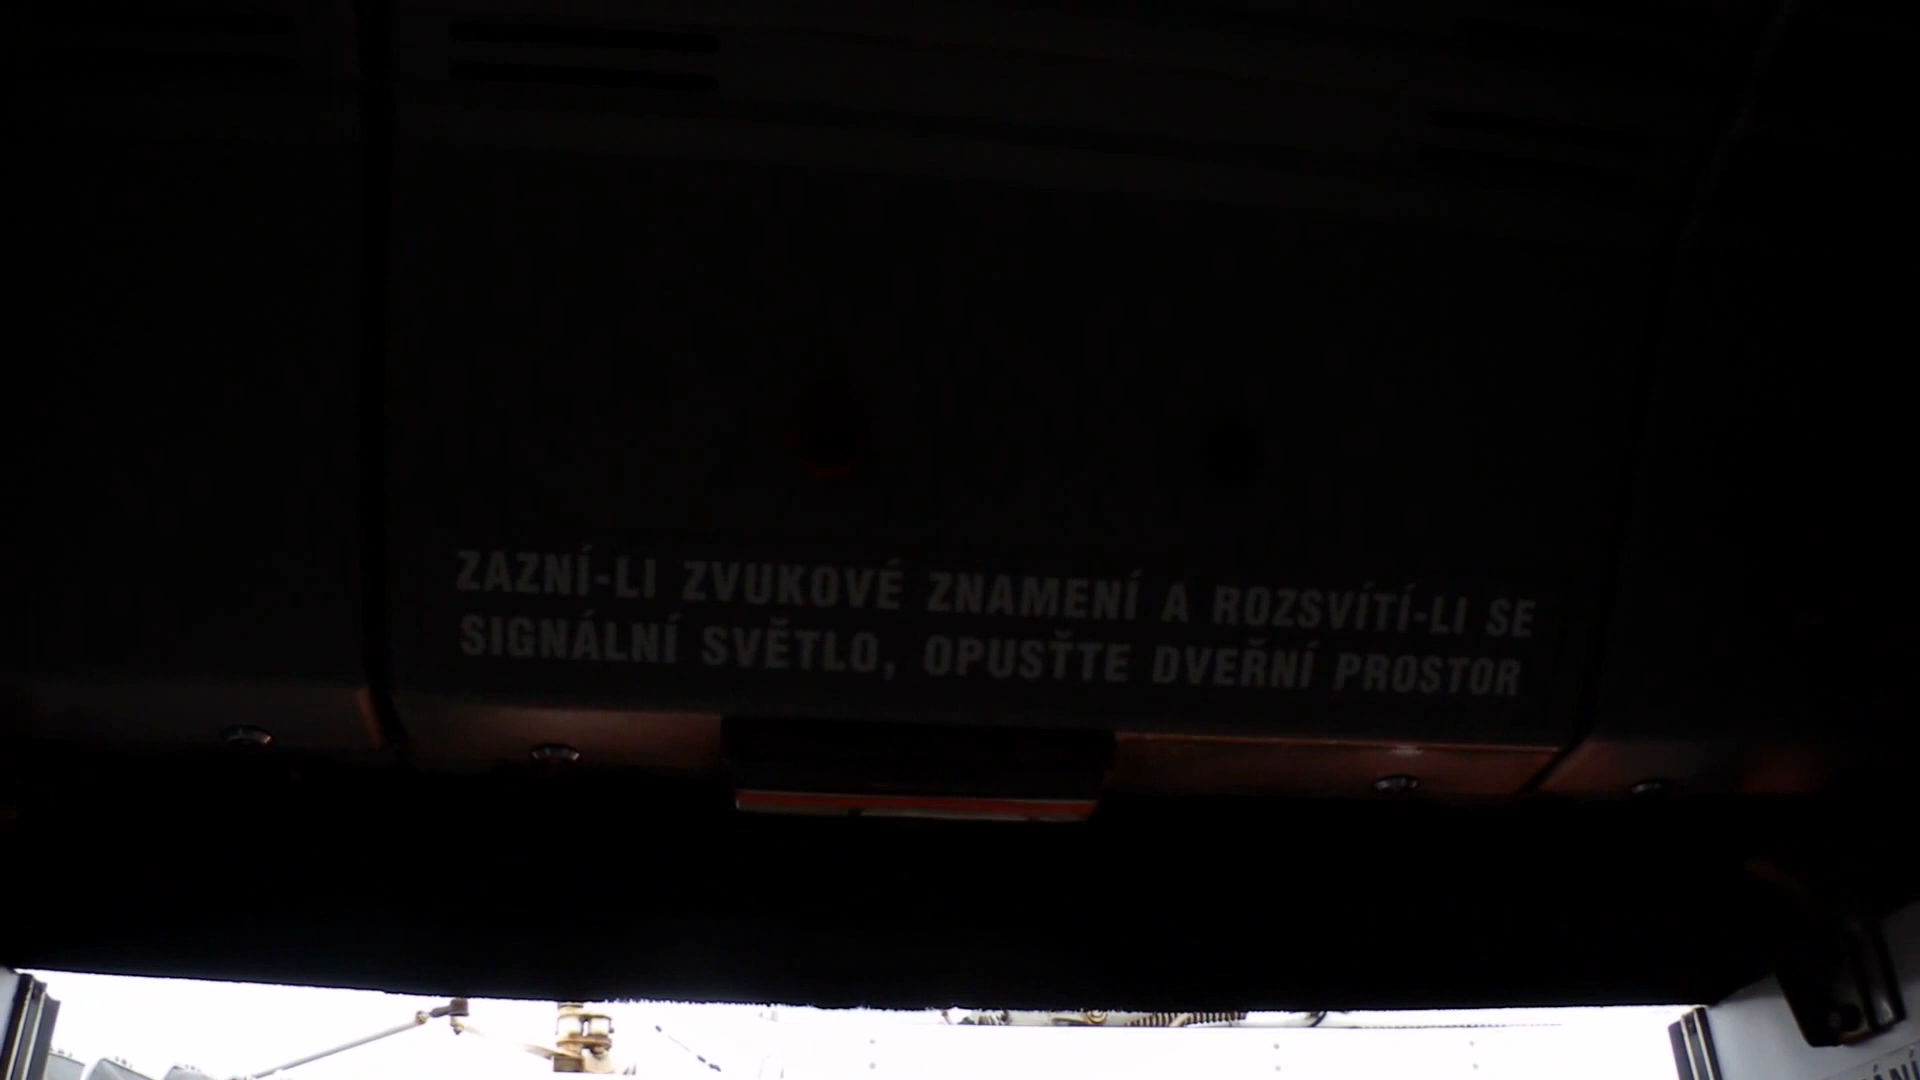 ZAZNÍ-LI ZVUKOVÉ ZNAMENÍ A ROZSVÍTÍ-LI SE
SIGNÁLNÍ SVĚTLO, OPUSŤTE DVEŘNÍ PROSTOR